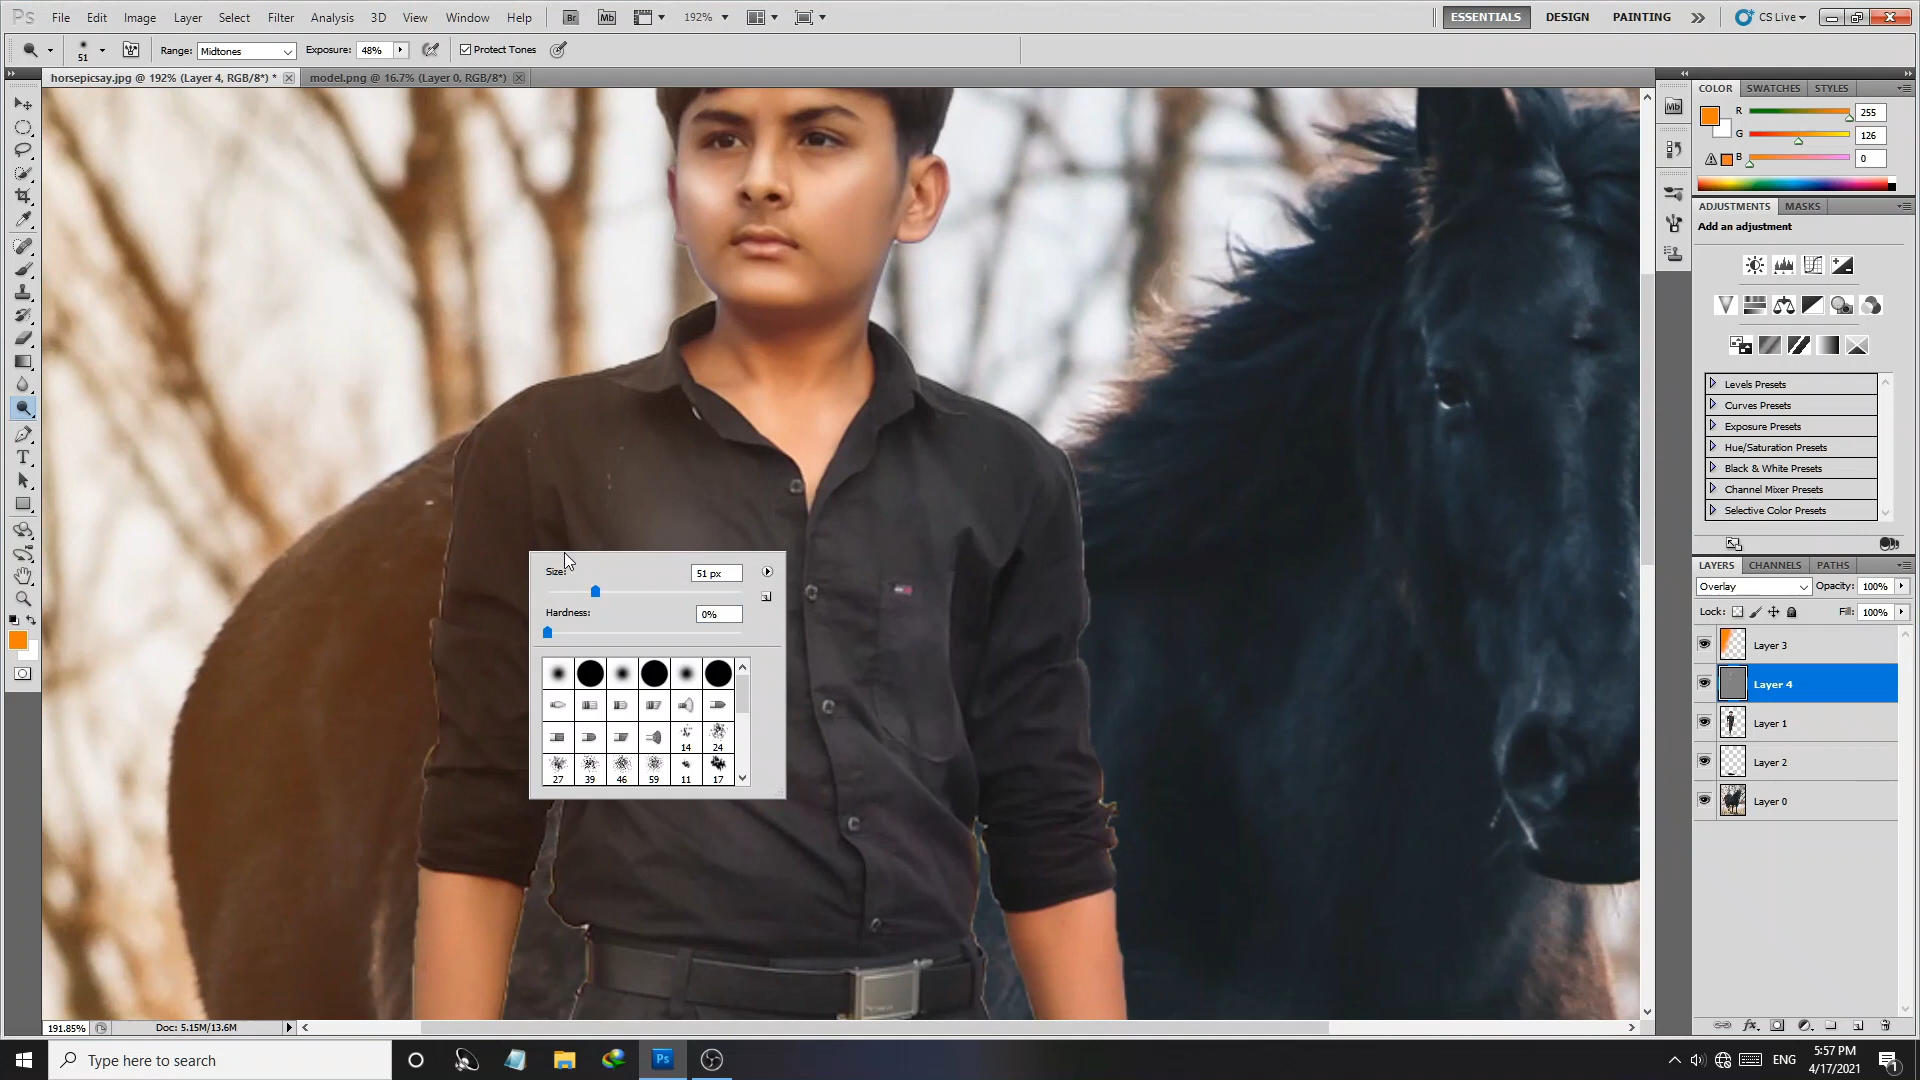 Ps File Edit Image Layer Select Filter Analysis 3D View Window Help Br Mb 192% ESSENTIALS DESIGN PAINTING CS Live
51 Range: Midtones Exposure: 48% Protect Tones
horsepicsay.jpg @ 192% (Layer 4, RGB/8*) * model.png @ 16.7% (Layer 0, RGB/8*)
COLOR SWATCHES STYLES
Mb
R 255
G 126
B 0
ADJUSTMENTS MASKS
Add an adjustment
Levels Presets
Curves Presets
Exposure Presets
Hue/Saturation Presets
Black & White Presets
Channel Mixer Presets
Selective Color Presets
LAYERS CHANNELS PATHS
Overlay Opacity: 100%
Lock: Fill: 100%
Layer 3
Layer 4
Layer 1
Layer 2
Layer 0
Size: 51 px
Hardness: 0%
14 24
27 39 46 59 11 17
191.85% Doc: 5.15M/13.6M
Type here to search Ps ENG 5:57 PM
4/17/2021 1